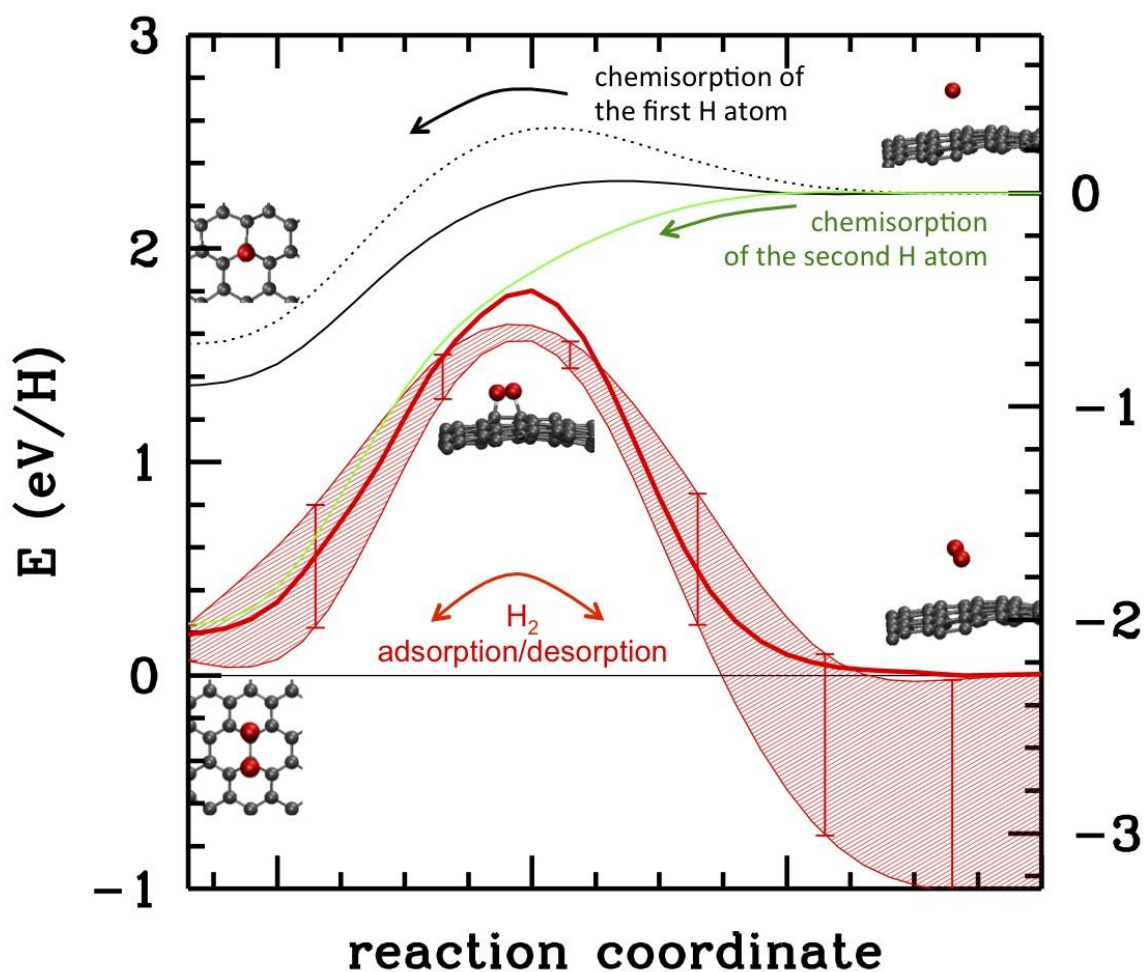 3
2
1
0
-1
E (eV/H)
chemisorption of
the first H atom
chemisorption
of the second H atom
H₂
adsorption/desorption
0
-1
-2
-3
reaction coordinate